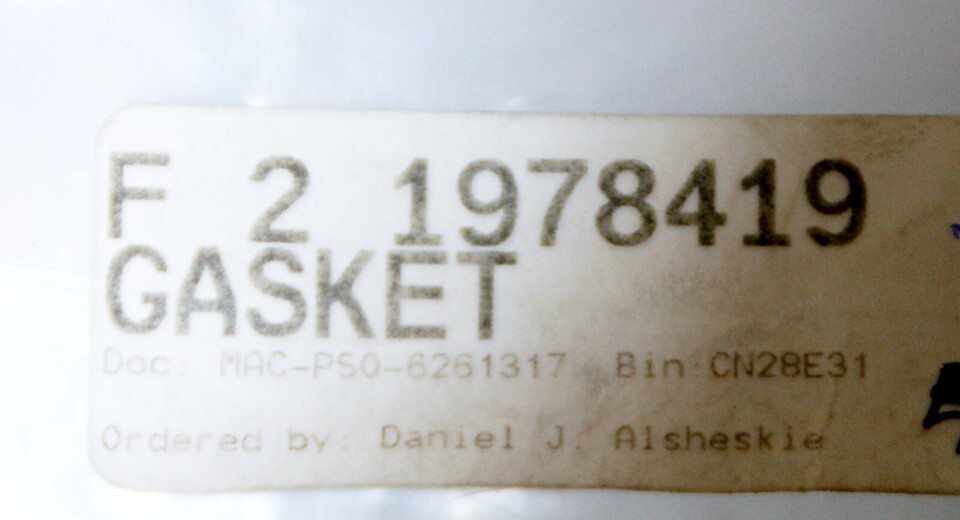 F 2 1978419
GASKET
Doc: MAC-PSO-6261317 Bin:CN28E31
Ordered by: Daniel J. Alsheskie